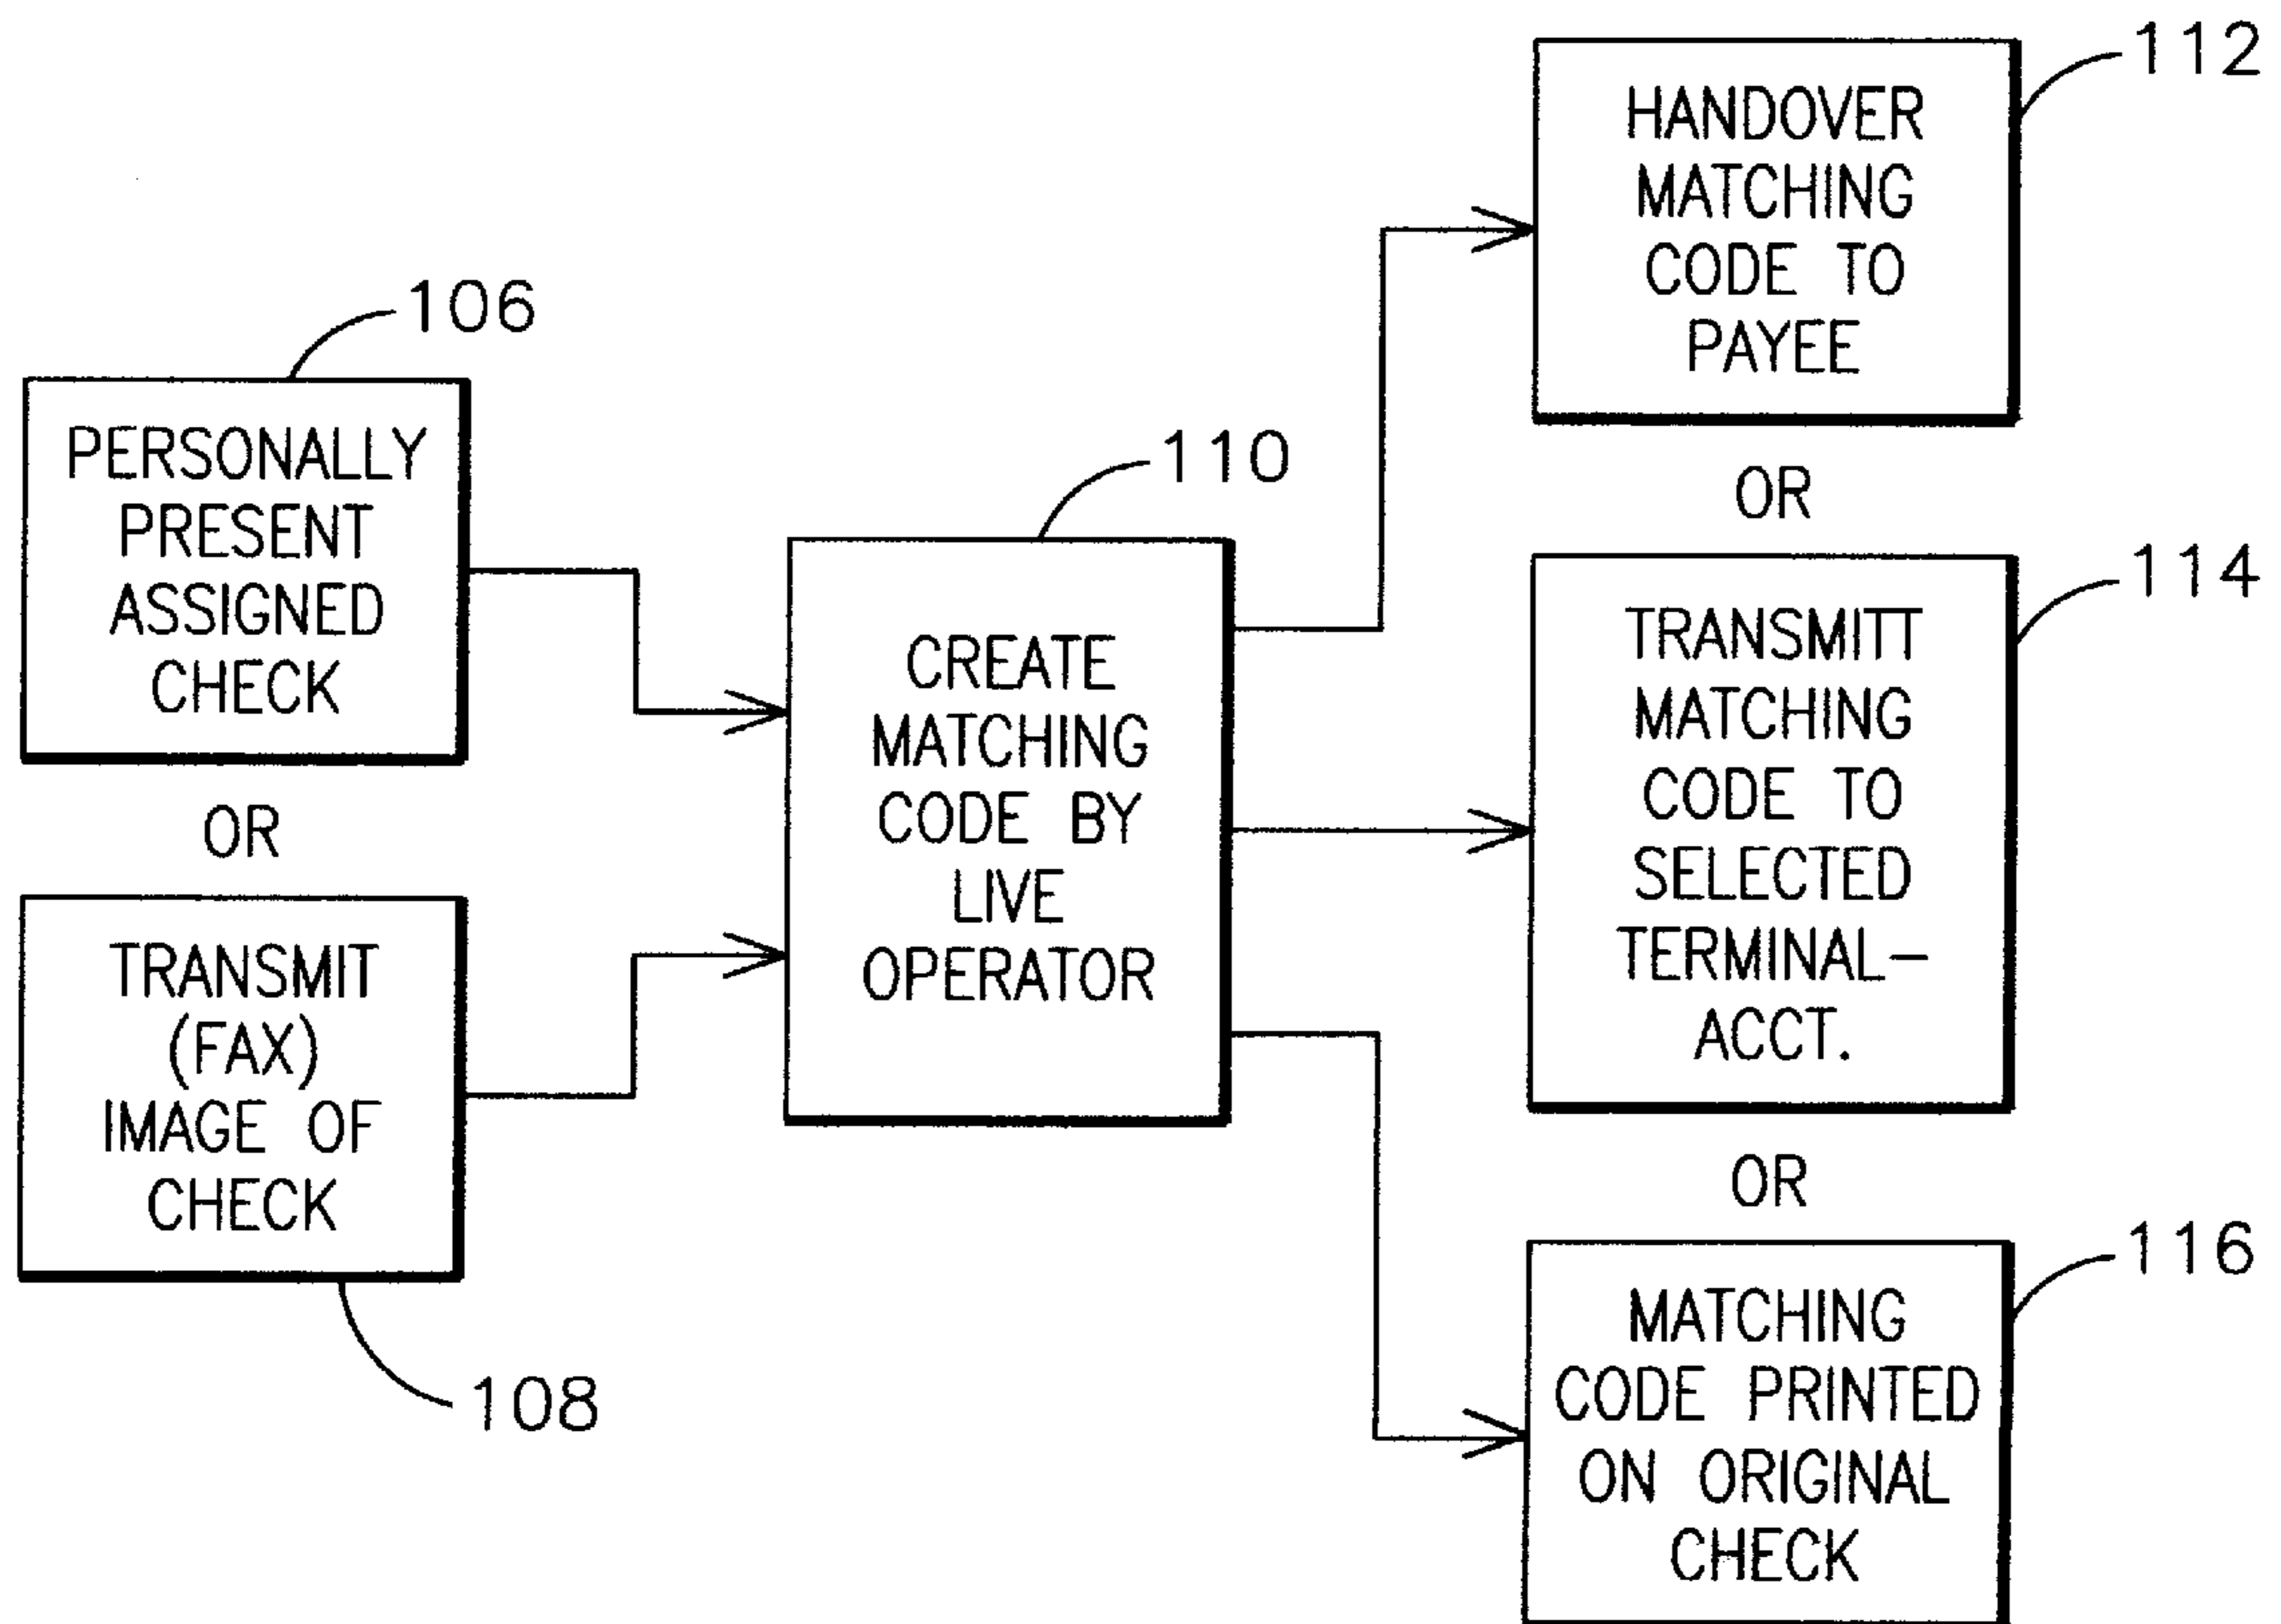 106
PERSONALLY
PRESENT
ASSIGNED
CHECK
OR
TRANSMIT
(FAX)
IMAGE OF
CHECK
108
110
CREATE
MATCHING
CODE BY
LIVE
OPERATOR
112
HANDOVER
MATCHING
CODE TO
PAYEE
OR
114
TRANSMITT
MATCHING
CODE TO
SELECTED
TERMINAL-
ACCT.
OR
116
MATCHING
CODE PRINTED
ON ORIGINAL
CHECK